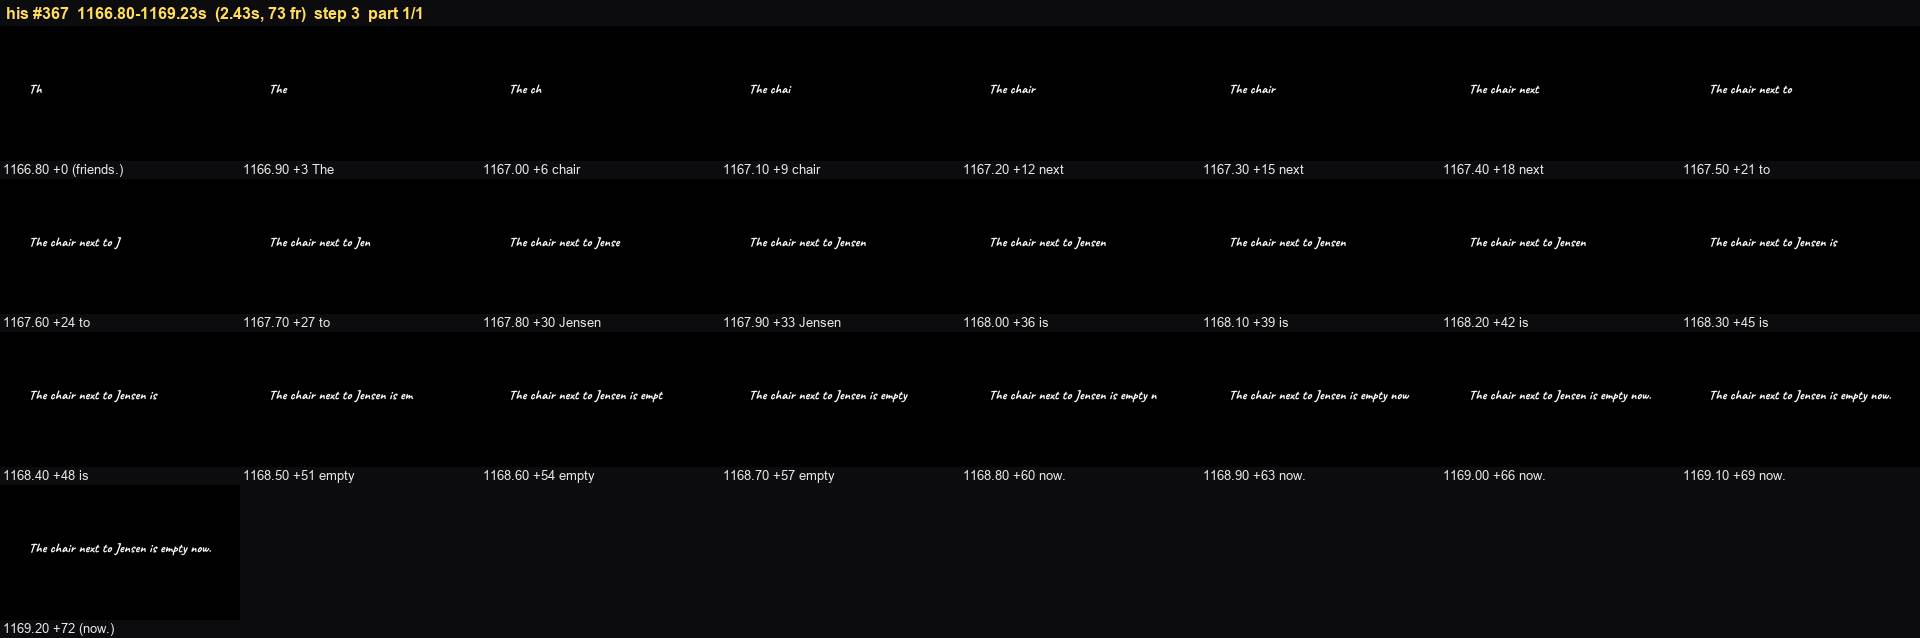 his #367 1166.80-1169.23s (2.43s, 73 fr) step 3 part 1/1
Th
The
The ch
The chai
The chair
The chair
The chair next
The chair next to
1166.80 +0 (friends.)
1166.90 +3 The
1167.00 +6 chair
1167.10 +9 chair
1167.20 +12 next
1167.30 +15 next
1167.40 +18 next
1167.50 +21 to
The chair next to J
The chair next to Jen
The chair next to Jense
The chair next to Jensen
The chair next to Jensen
The chair next to Jensen
The chair next to Jensen
The chair next to Jensen is
1167.60 +24 to
1167.70 +27 to
1167.80 +30 Jensen
1167.90 +33 Jensen
1168.00 +36 is
1168.10 +39 is
1168.20 +42 is
1168.30 +45 is
The chair next to Jensen is
The chair next to Jensen is em
The chair next to Jensen is empt
The chair next to Jensen is empty
The chair next to Jensen is empty n
The chair next to Jensen is empty now
The chair next to Jensen is empty now.
The chair next to Jensen is empty now.
1168.40 +48 is
1168.50 +51 empty
1168.60 +54 empty
1168.70 +57 empty
1168.80 +60 now.
1168.90 +63 now.
1169.00 +66 now.
1169.10 +69 now.
The chair next to Jensen is empty now.
1169.20 +72 (now.)